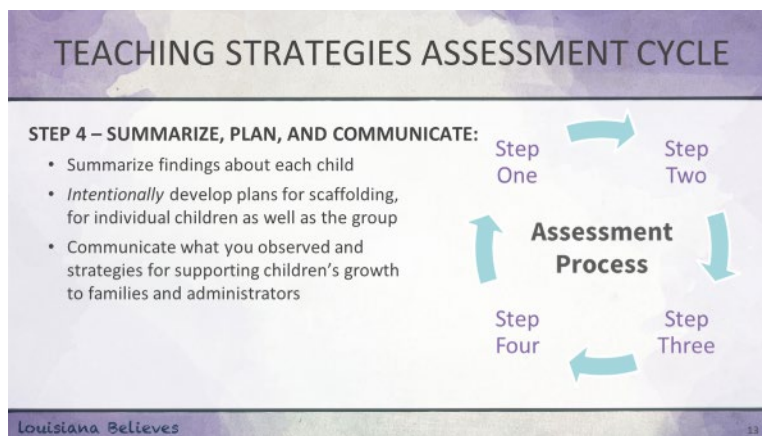 TEACHING STRATEGIES ASSESSMENT CYCLE
STEP 4 – SUMMARIZE, PLAN, AND COMMUNICATE:
• Summarize findings about each child
• Intentionally develop plans for scaffolding,
for individual children as well as the group
• Communicate what you observed and
strategies for supporting children's growth
to families and administrators
Step
One
Step
Two
Assessment
Process
Step
Four
Step
Three
Louisiana Believes
13